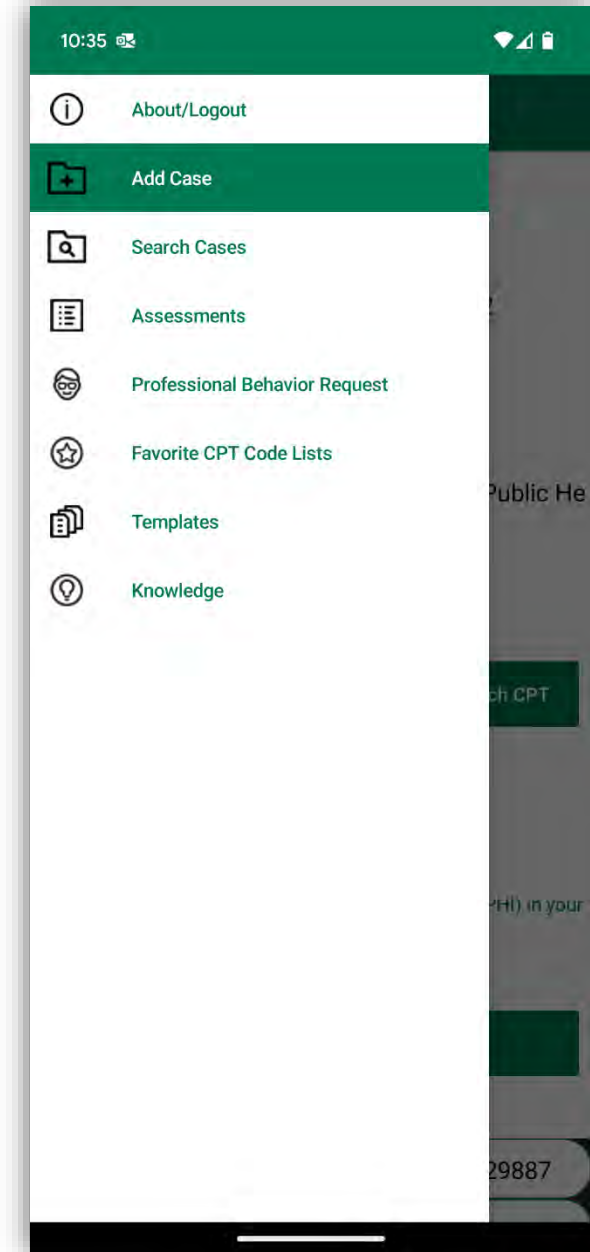 10:35
About/Logout
Add Case
Search Cases
Assessments
Professional Behavior Request
Favorite CPT Code Lists
Public He
Templates
Knowledge
ch CPT
PHI) in your
29887